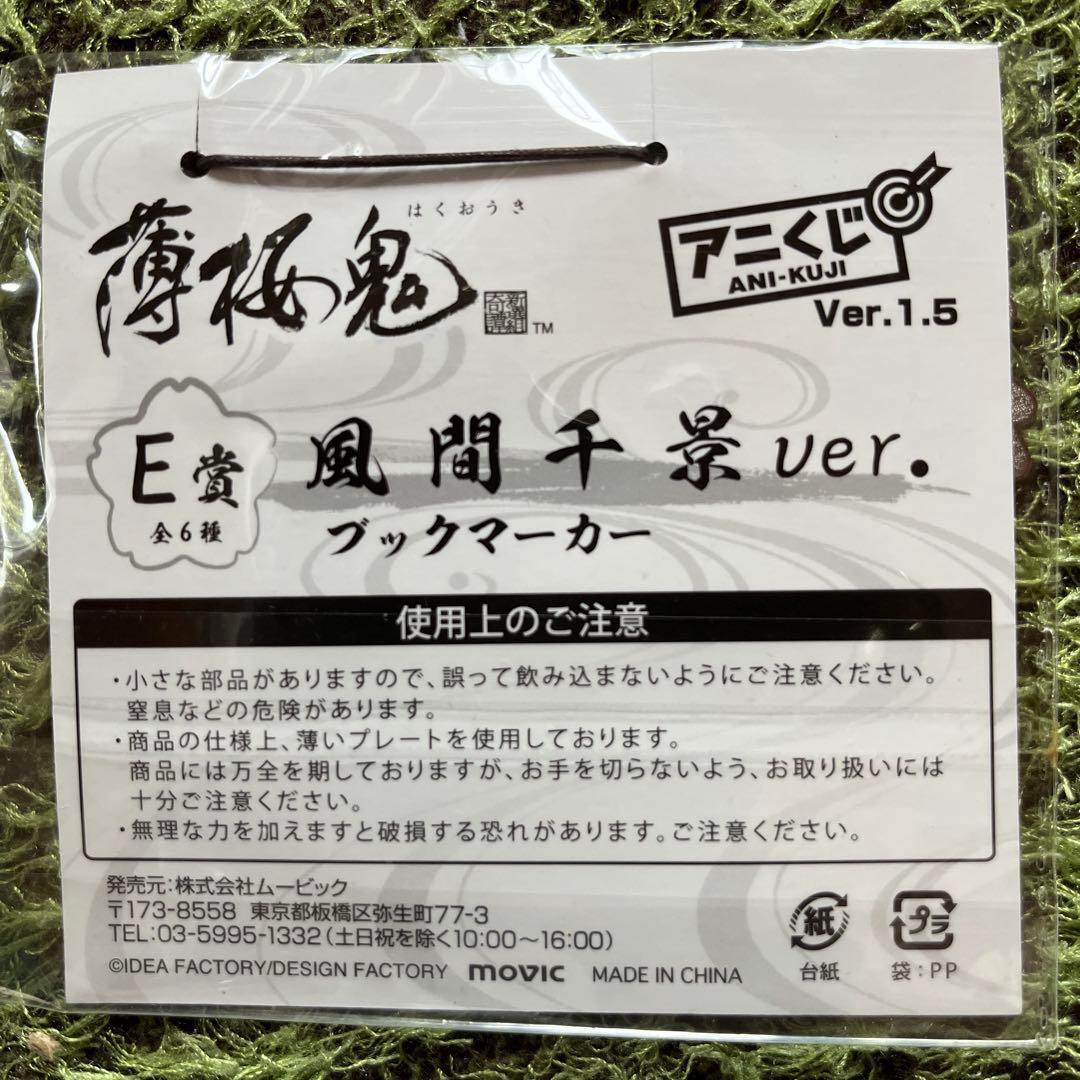 はくおうき
薄桜鬼
新選組
奇譚
TM
アニくじ
ANI-KUJI
Ver.1.5
E賞
全6種
風間千景ver.
ブックマーカー
使用上のご注意
・小さな部品がありますので、誤って飲み込まないようにご注意ください。
窒息などの危険があります。
・商品の仕様上、薄いプレートを使用しております。
商品には万全を期しておりますが、お手を切らないよう、お取り扱いには
十分ご注意ください。
・無理な力を加えますと破損する恐れがあります。ご注意ください。
発売元:株式会社ムービック
〒173-8558 東京都板橋区弥生町77-3
TEL:03-5995-1332(土日祝を除く10:00～16:00)
©IDEA FACTORY/DESIGN FACTORY movic MADE IN CHINA
紙
台紙
プラ
袋:PP